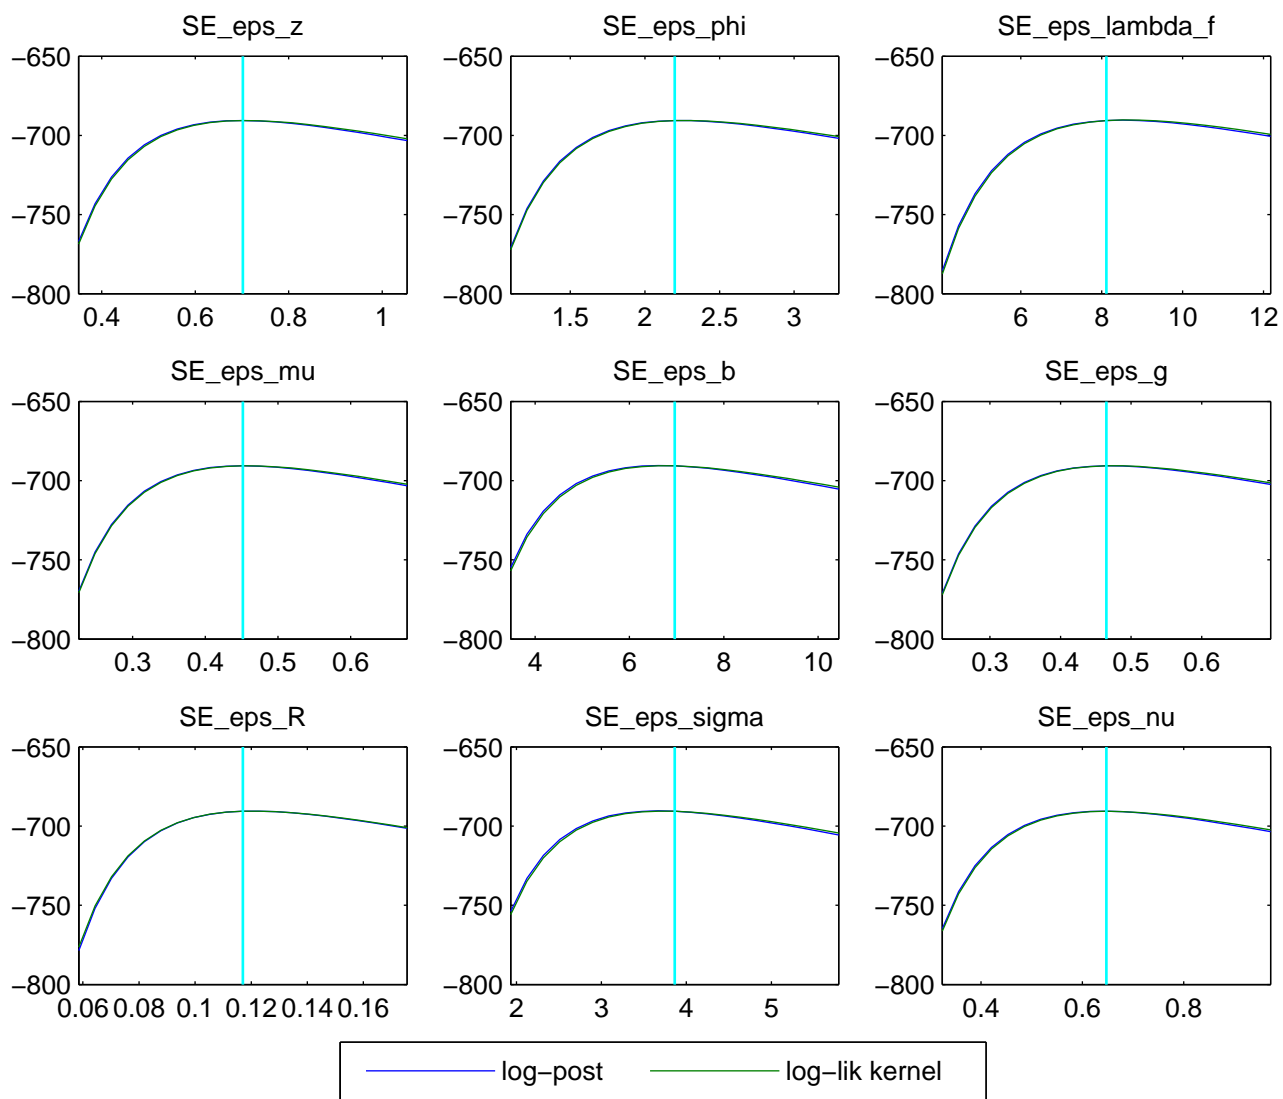 SE_eps_z SE_eps_phi SE_eps_lambda_f
−650 −650 −650
−700 −700 −700
−750 −750 −750
−800 −800 −800
0.4 0.6 0.8 1 1.5 2 2.5 3 6 8 10 12
SE_eps_mu SE_eps_b SE_eps_g
−650 −650 −650
−700 −700 −700
−750 −750 −750
−800 −800 −800
0.3 0.4 0.5 0.6 4 6 8 10 0.3 0.4 0.5 0.6
SE_eps_R SE_eps_sigma SE_eps_nu
−650 −650 −650
−700 −700 −700
−750 −750 −750
−800 −800 −800
0.06 0.08 0.1 0.12 0.14 0.16 2 3 4 5 0.4 0.6 0.8
log−post log−lik kernel